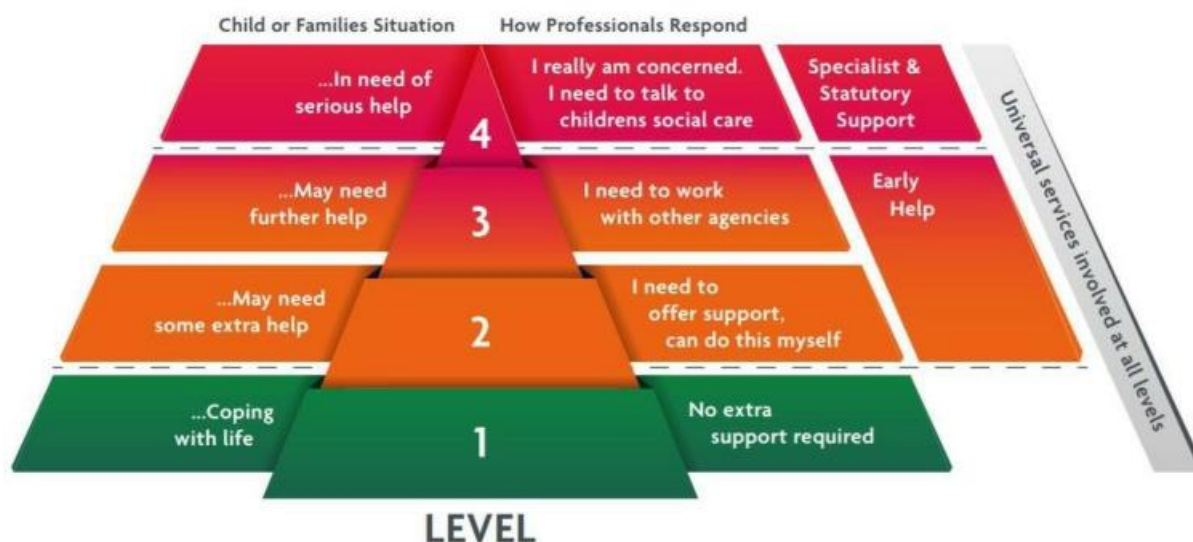 Child or Families Situation
How Professionals Respond
...In need of
serious help
4
I really am concerned.
I need to talk to
childrens social care
Specialist &
Statutory
Support
...May need
further help
3
I need to work
with other agencies
Early
Help
...May need
some extra help
2
I need to
offer support,
can do this myself
...Coping
with life
1
No extra
support required
Universal services involved at all levels
LEVEL